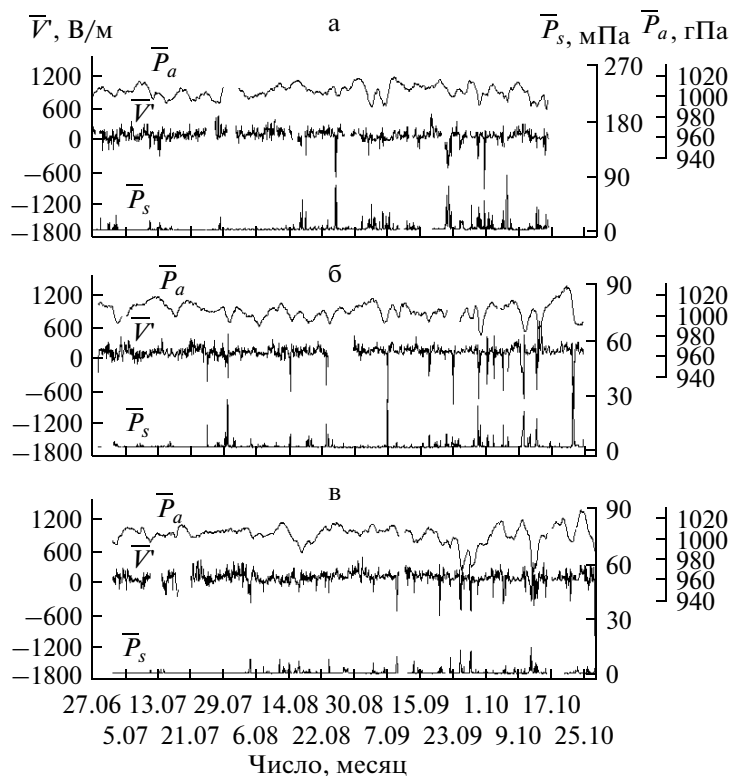 V̅', В/м а P̅ₛ, мПа P̅ₐ, гПа
1200 P̅ₐ 270 1020
600 V̅' 1000
0 180 980
−600 960
−1200 P̅ₛ 90 940
−1800 0
б
1200 P̅ₐ 90 1020
600 V̅' 1000
0 60 980
−600 960
−1200 P̅ₛ 30 940
−1800 0
в
1200 P̅ₐ 90 1020
600 V̅' 1000
0 60 980
−600 960
−1200 P̅ₛ 30 940
−1800 0
27.06 13.07 29.07 14.08 30.08 15.09 1.10 17.10
5.07 21.07 6.08 22.08 7.09 23.09 9.10 25.10
Число, месяц